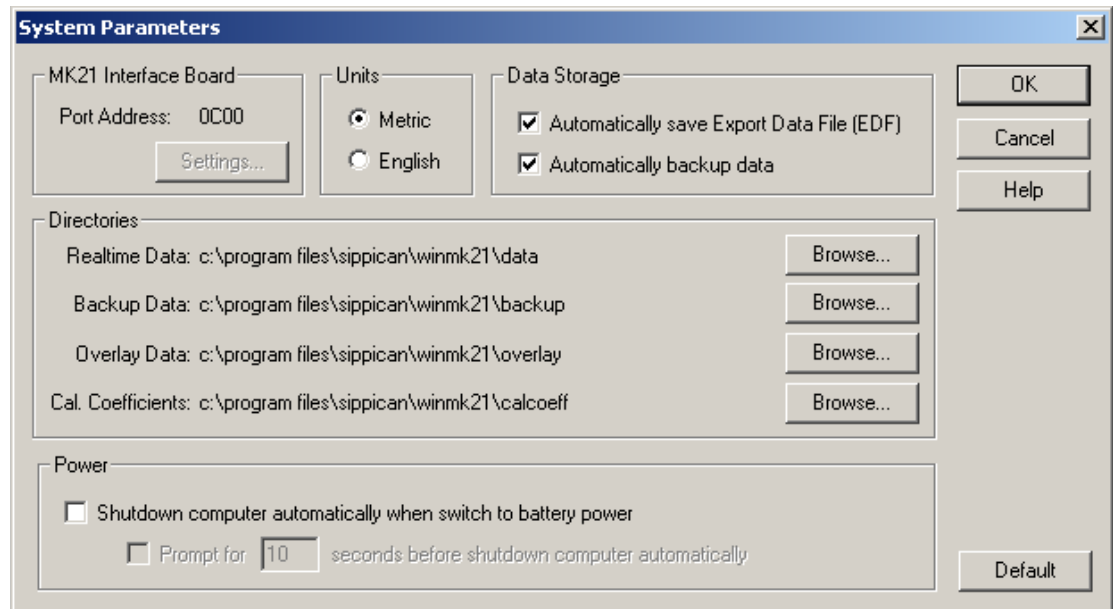 System Parameters
MK21 Interface Board
Port Address: 0C00
Settings...
Units
Metric
English
Data Storage
Automatically save Export Data File (EDF)
Automatically backup data
OK
Cancel
Help
Directories
Realtime Data: c:\program files\sippican\winmk21\data
Browse...
Backup Data: c:\program files\sippican\winmk21\backup
Browse...
Overlay Data: c:\program files\sippican\winmk21\overlay
Browse...
Cal. Coefficients: c:\program files\sippican\winmk21\calcoeff
Browse...
Power
Shutdown computer automatically when switch to battery power
Prompt for 10 seconds before shutdown computer automatically
Default